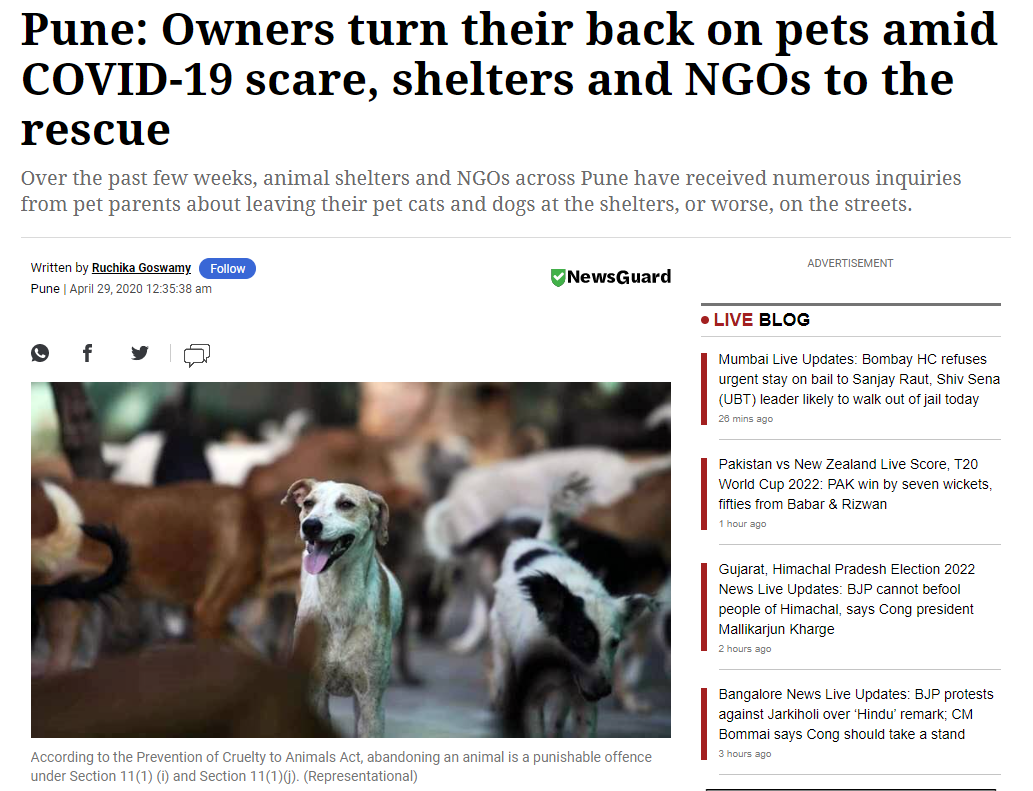 Pune: Owners turn their back on pets amid
COVID-19 scare, shelters and NGOs to the
rescue
Over the past few weeks, animal shelters and NGOs across Pune have received numerous inquiries
from pet parents about leaving their pet cats and dogs at the shelters, or worse, on the streets.
Written by Ruchika Goswamy Follow
Pune | April 29, 2020 12:35:38 am
NewsGuard
According to the Prevention of Cruelty to Animals Act, abandoning an animal is a punishable offence
under Section 11(1) (i) and Section 11(1)(j). (Representational)
ADVERTISEMENT
LIVE BLOG
Mumbai Live Updates: Bombay HC refuses
urgent stay on bail to Sanjay Raut, Shiv Sena
(UBT) leader likely to walk out of jail today
26 mins ago
Pakistan vs New Zealand Live Score, T20
World Cup 2022: PAK win by seven wickets,
fifties from Babar & Rizwan
1 hour ago
Gujarat, Himachal Pradesh Election 2022
News Live Updates: BJP cannot befool
people of Himachal, says Cong president
Mallikarjun Kharge
2 hours ago
Bangalore News Live Updates: BJP protests
against Jarkiholi over ‘Hindu’ remark; CM
Bommai says Cong should take a stand
3 hours ago